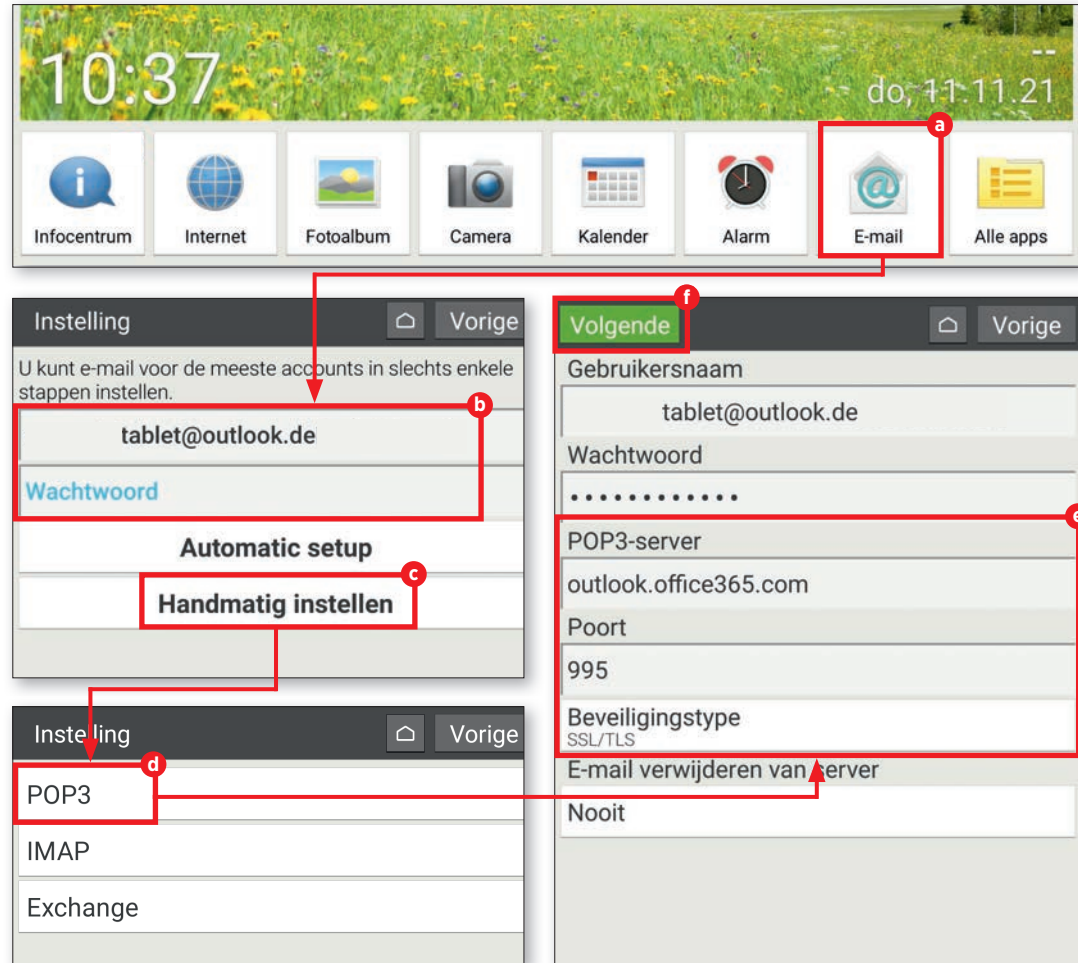 10:37
--
do, 11.11.21
a
Infocentrum
Internet
Fotoalbum
Camera
Kalender
Alarm
E-mail
Alle apps
Instelling
Vorige
U kunt e-mail voor de meeste accounts in slechts enkele
stappen instellen.
b
tablet@outlook.de
Wachtwoord
Automatic setup
c
Handmatig instellen
Instelling
Vorige
d
POP3
IMAP
Exchange
f
Volgende
Vorige
Gebruikersnaam
tablet@outlook.de
Wachtwoord
••••••••••••
e
POP3-server
outlook.office365.com
Poort
995
Beveiligingstype
SSL/TLS
E-mail verwijderen van server
Nooit